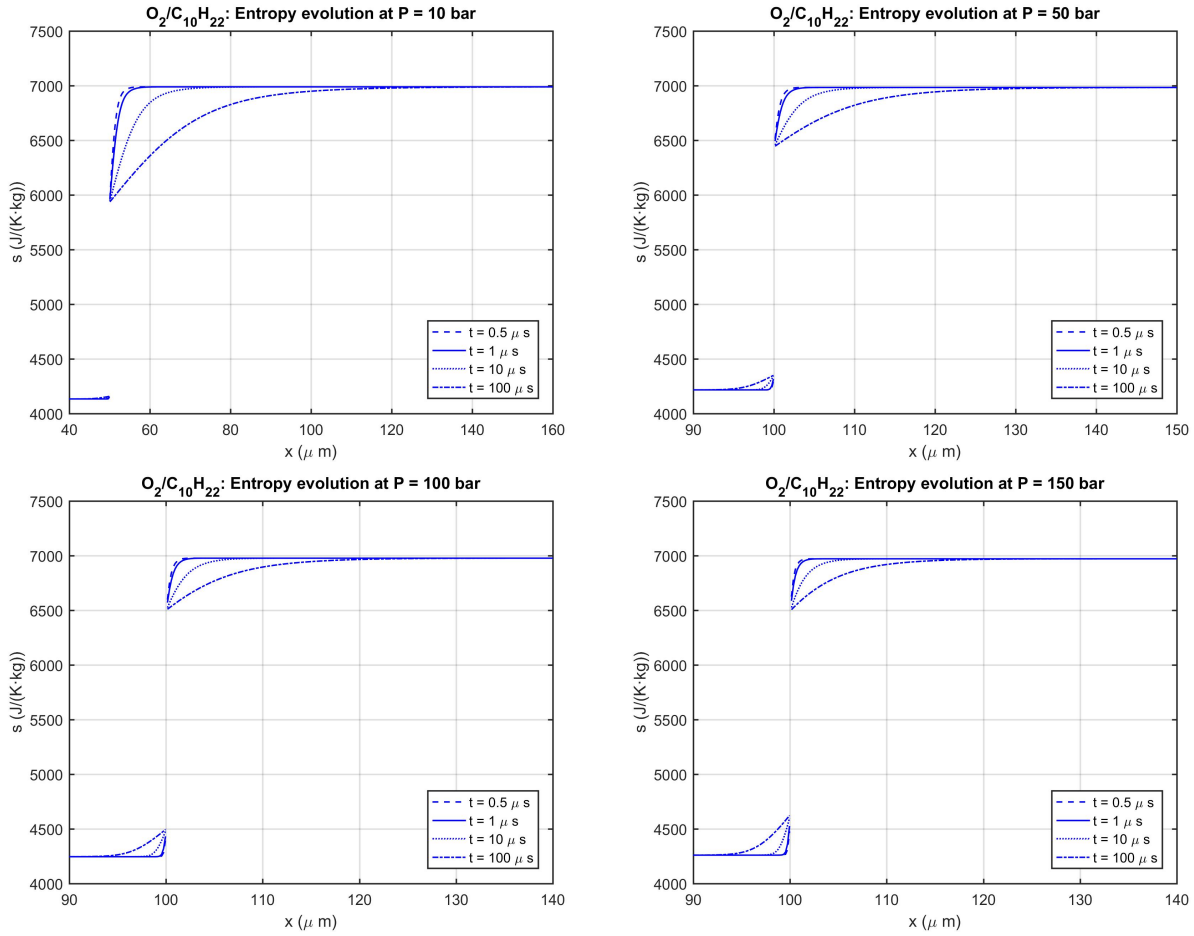 O2/C10H22: Entropy evolution at P = 10 bar
7500
7000
6500
6000
5500
5000
4500
4000
s (J/(K·kg))
40 60 80 100 120 140 160
x (μ m)
t = 0.5 μ s
t = 1 μ s
t = 10 μ s
t = 100 μ s
O2/C10H22: Entropy evolution at P = 50 bar
7500
7000
6500
6000
5500
5000
4500
4000
s (J/(K·kg))
90 100 110 120 130 140 150
x (μ m)
t = 0.5 μ s
t = 1 μ s
t = 10 μ s
t = 100 μ s
O2/C10H22: Entropy evolution at P = 100 bar
7500
7000
6500
6000
5500
5000
4500
4000
s (J/(K·kg))
90 100 110 120 130 140
x (μ m)
t = 0.5 μ s
t = 1 μ s
t = 10 μ s
t = 100 μ s
O2/C10H22: Entropy evolution at P = 150 bar
7500
7000
6500
6000
5500
5000
4500
4000
s (J/(K·kg))
90 100 110 120 130 140
x (μ m)
t = 0.5 μ s
t = 1 μ s
t = 10 μ s
t = 100 μ s